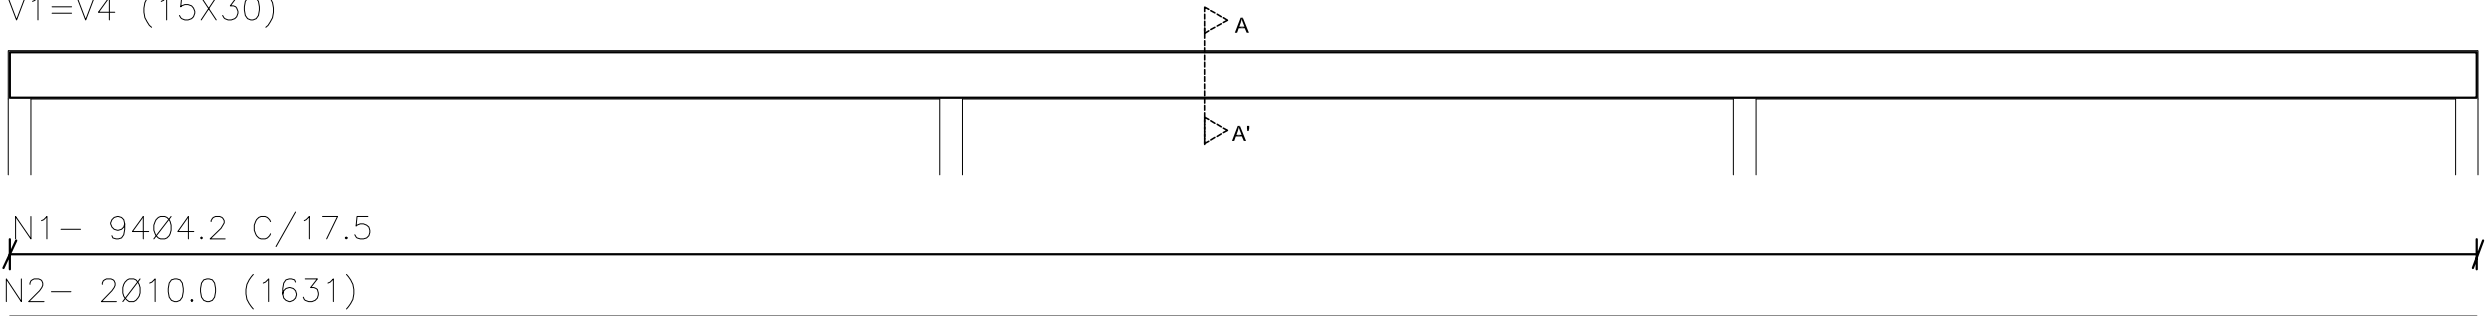 V1=V4 (15X30)
A
A'
N1- 94Ø4.2 C/17.5
N2- 2Ø10.0 (1631)